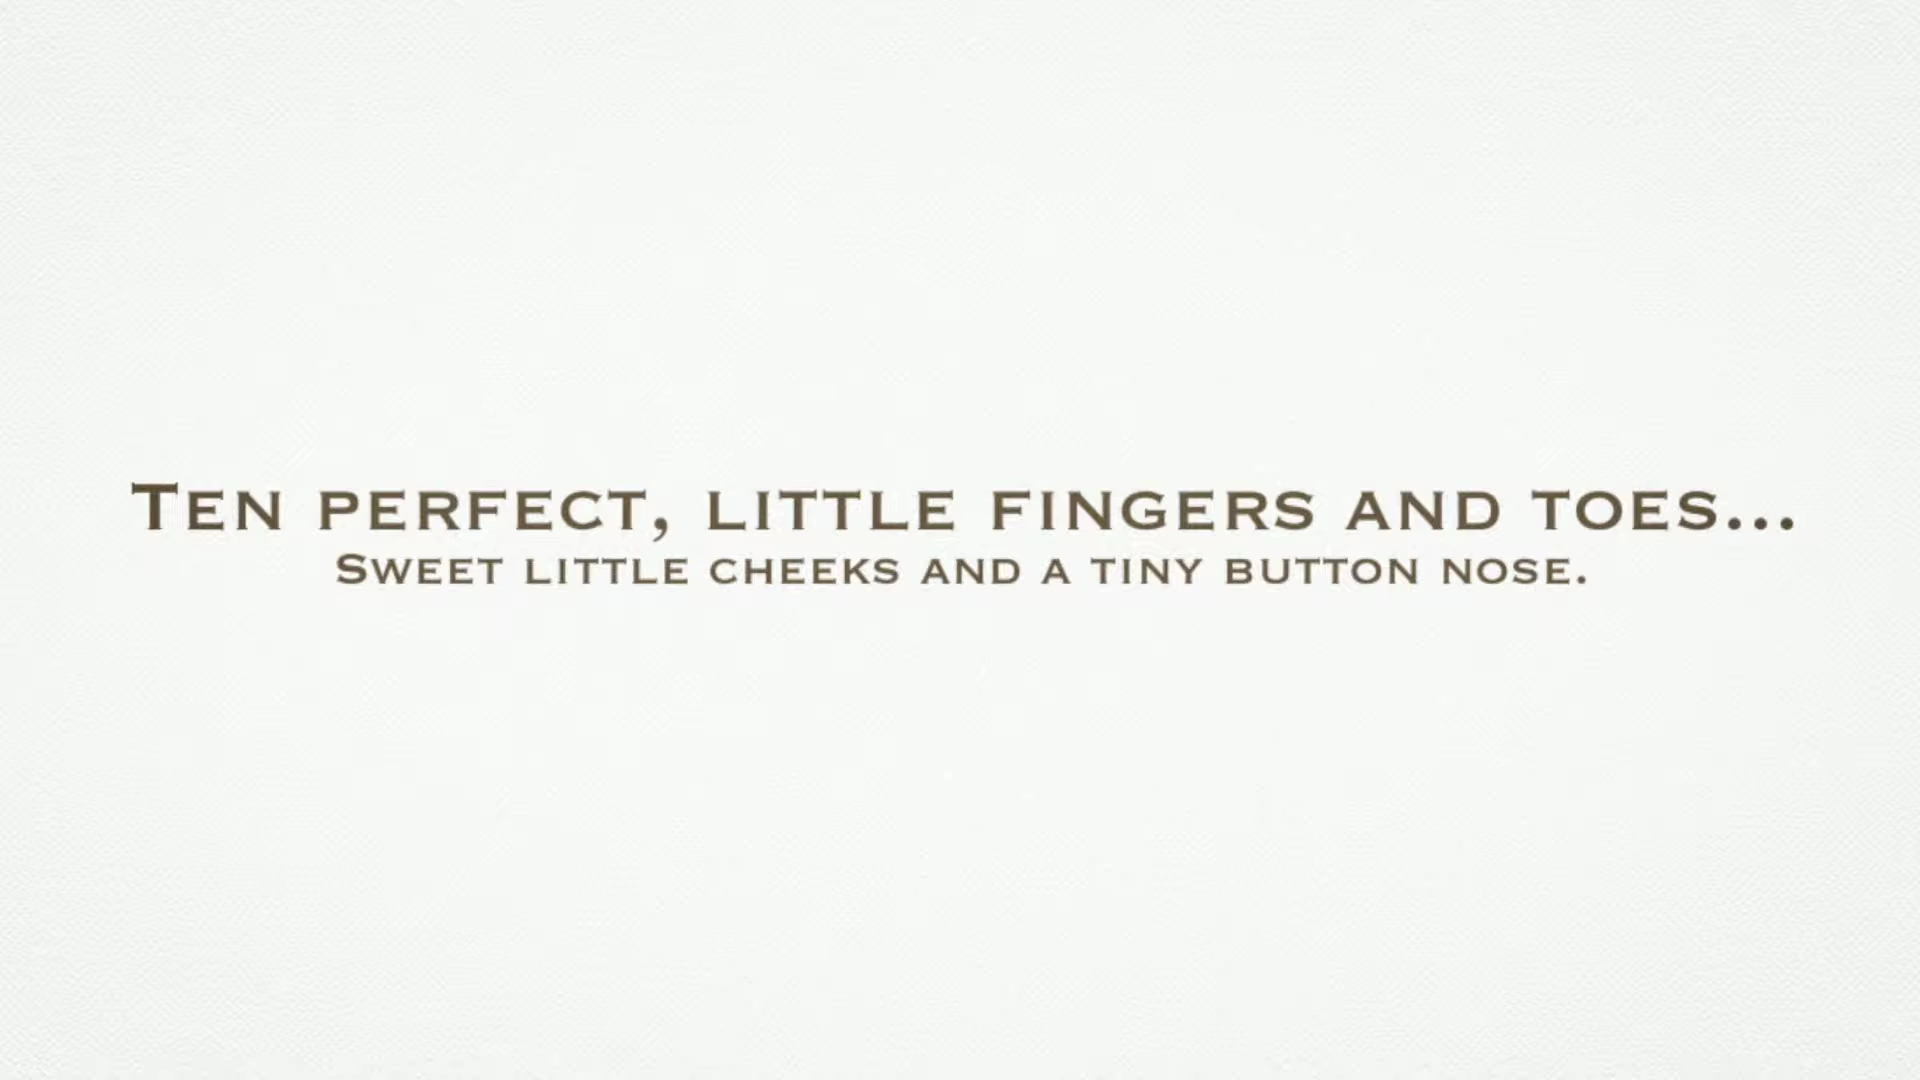 Ten perfect, little fingers and toes...
Sweet little cheeks and a tiny button nose.